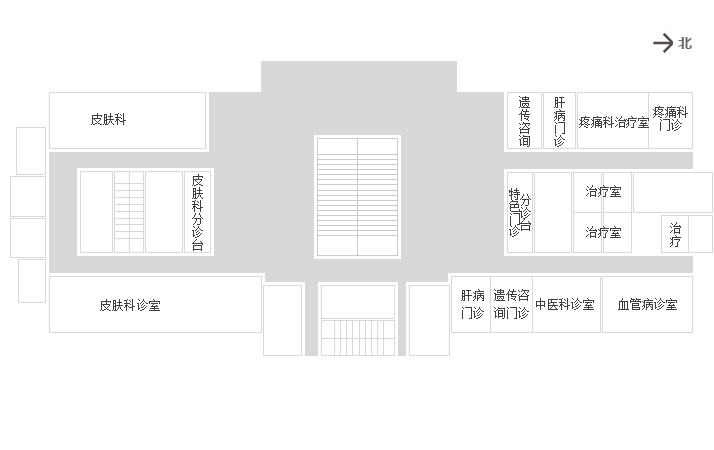 北
皮肤科
遗传咨询
肝病门诊
疼痛科治疗室
疼痛科
门诊
皮肤科分诊台
特色门诊
分诊台
治疗室
治疗室
治
疗
皮肤科诊室
肝病
门诊
遗传咨
询门诊
中医科诊室
血管病诊室